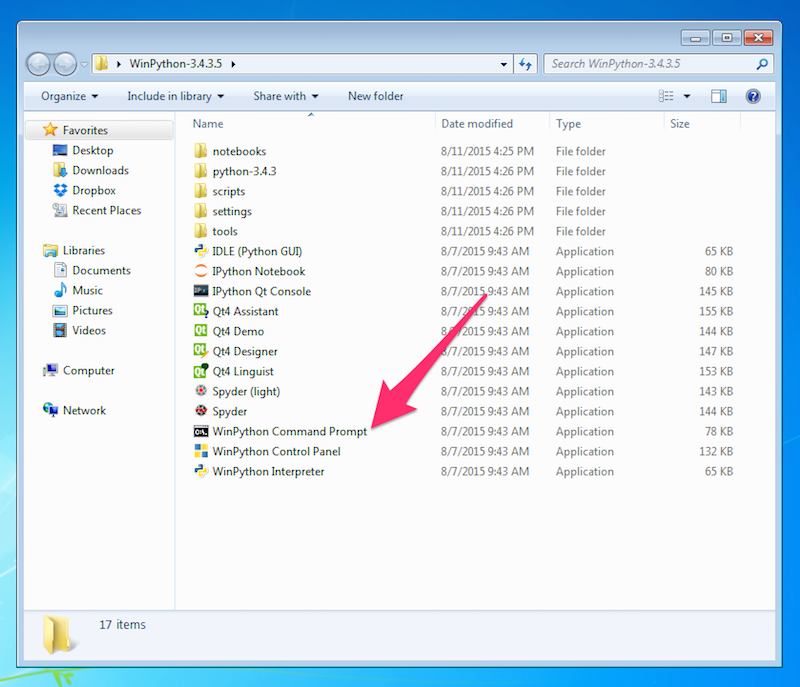 WinPython-3.4.3.5
Search WinPython-3.4.3.5
Organize Include in library Share with New folder
Favorites
Desktop
Downloads
Dropbox
Recent Places
Libraries
Documents
Music
Pictures
Videos
Computer
Network
Name Date modified Type Size
notebooks 8/11/2015 4:25 PM File folder
python-3.4.3 8/11/2015 4:26 PM File folder
scripts 8/11/2015 4:26 PM File folder
settings 8/11/2015 4:26 PM File folder
tools 8/11/2015 4:26 PM File folder
IDLE (Python GUI) 8/7/2015 9:43 AM Application 65 KB
IPython Notebook 8/7/2015 9:43 AM Application 80 KB
IPython Qt Console 8/7/2015 9:43 AM Application 145 KB
Qt4 Assistant 8/7/2015 9:43 AM Application 155 KB
Qt4 Demo 8/7/2015 9:43 AM Application 144 KB
Qt4 Designer 8/7/2015 9:43 AM Application 147 KB
Qt4 Linguist 8/7/2015 9:43 AM Application 153 KB
Spyder (light) 8/7/2015 9:43 AM Application 143 KB
Spyder 8/7/2015 9:43 AM Application 144 KB
WinPython Command Prompt 8/7/2015 9:43 AM Application 78 KB
WinPython Control Panel 8/7/2015 9:43 AM Application 132 KB
WinPython Interpreter 8/7/2015 9:43 AM Application 65 KB
17 items